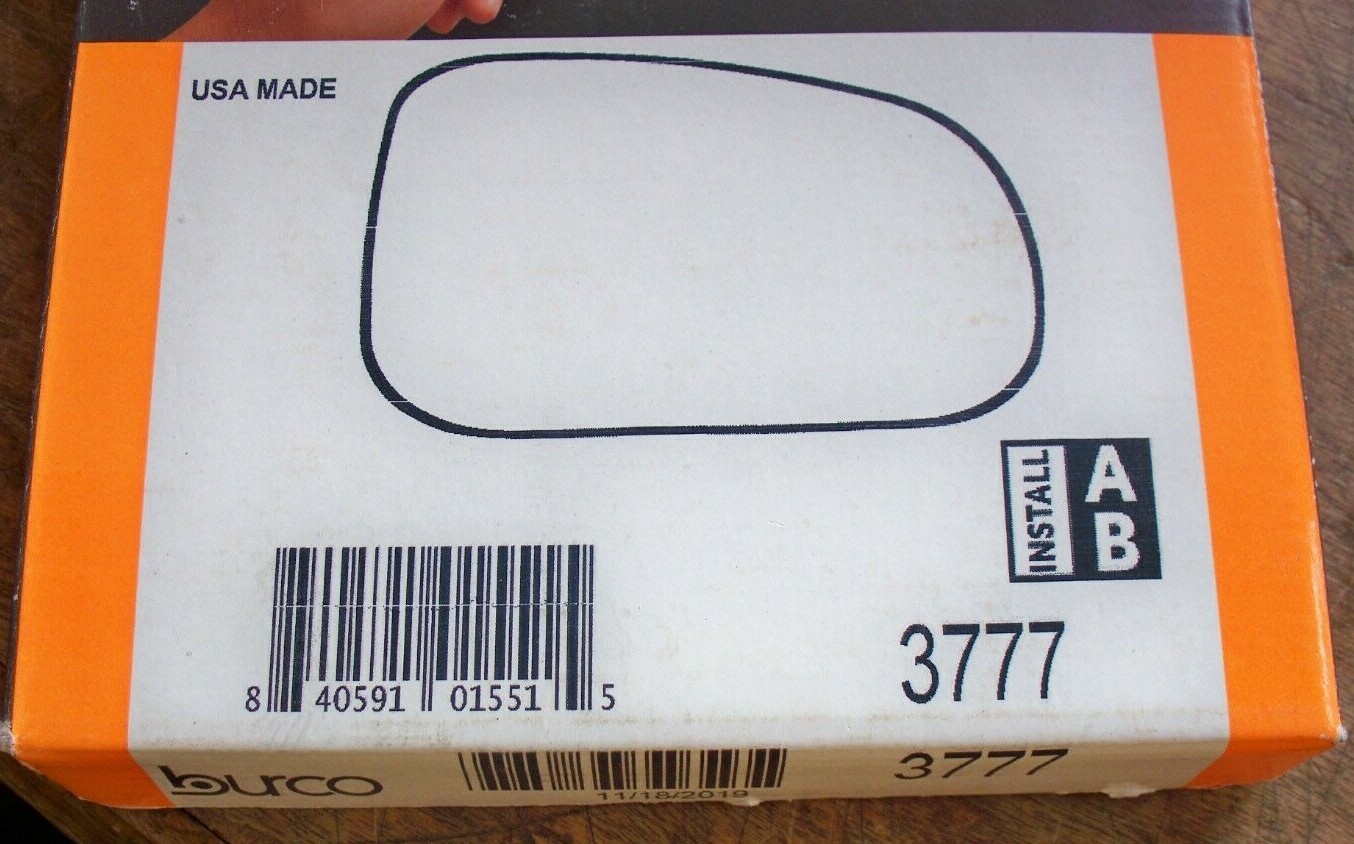 USA MADE
INSTALL
A
B
3777
8 40591 01551 5
burco
11/18/2019
3777